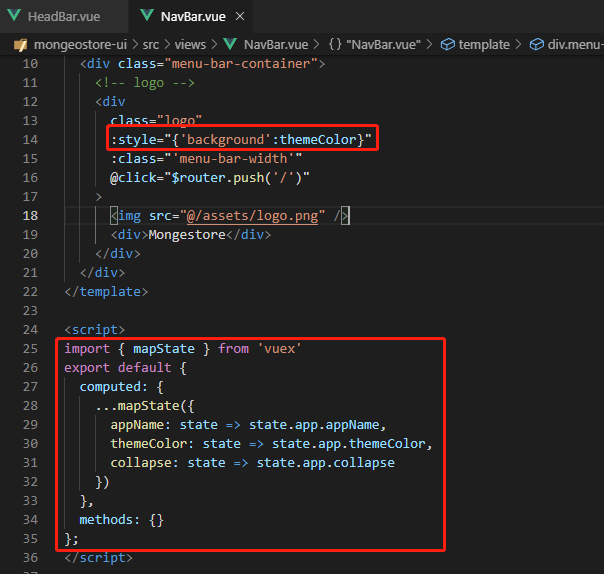 HeadBar.vue NavBar.vue ×
mongeostore-ui > src > views > NavBar.vue > {} "NavBar.vue" > template > div.menu-
10 <div class="menu-bar-container">
11 <!-- logo -->
12 <div
13 class="logo"
14 :style="{'background':themeColor}"
15 :class="'menu-bar-width'"
16 @click="$router.push('/')"
17 >
18 <img src="@/assets/logo.png" />
19 <div>Mongestore</div>
20 </div>
21 </div>
22 </template>
23
24 <script>
25 import { mapState } from 'vuex'
26 export default {
27 computed: {
28 ...mapState({
29 appName: state => state.app.appName,
30 themeColor: state => state.app.themeColor,
31 collapse: state => state.app.collapse
32 })
33 },
34 methods: {}
35 };
36 </script>